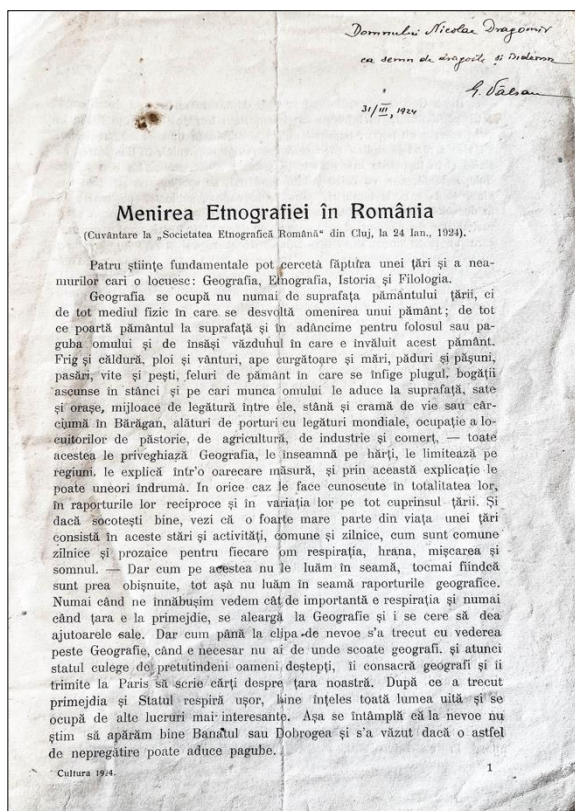 Domnului Nicolae Dragomir
ca semn de dragoste și îndemn
G. Vâlsan
31/III, 1924
Menirea Etnografiei în România
(Cuvântare la „Societatea Etnografică Română“ din Cluj, la 24 Ian., 1924).
Patru științe fundamentale pot cercetà făptura unei țări și a nea-
murilor cari o locuesc: Geografia, Etnografia, Istoria și Filologia.
Geografia se ocupă nu numai de suprafața pământului țării, ci
de tot mediul fizic în care se desvoltă omenirea unui pământ; de tot
ce poartă pământul la suprafață și în adâncime pentru folosul sau pa-
guba omului și de însăși văzduhul în care e învăluit acest pământ.
Frig și căldură, ploi și vânturi, ape curgătoare și mări, păduri și pășuni,
pasări, vite și pești, feluri de pământ în care se înfige plugul, bogății
ascunse în stânci și pe cari munca omului le aduce la suprafață, sate
și orașe, mijloace de legătură între ele, stână și cramă de vie sau câr-
ciumă în Bărăgan, alături de porturi cu legături mondiale, ocupație a lo-
cuitorilor de păstorie, de agricultură, de industrie și comerț, — toate
acestea le priveghiază Geografia, le înseamnă pe hărți, le limitează pe
regiuni, le explică într'o oarecare măsură, și prin această explicație le
poate uneori îndrumà. In orice caz le face cunoscute în totalitatea lor,
în raporturile lor reciproce și în variația lor pe tot cuprinsul țării. Și
dacă socotești bine, vezi că o foarte mare parte din viața unei țări
consistă în aceste stări și activități, comune și zilnice, cum sunt comune
zilnice și prozaice pentru fiecare om respirația, hrana, mișcarea și
somnul. — Dar cum pe acestea nu le luăm în seamă, tocmai fiindcă
sunt prea obișnuite, tot așà nu luăm în seamă raporturile geografice.
Numai când ne înnăbușim vedem cât de importantă e respirația și numai
când țara e la primejdie, se aleargă la Geografie și i se cere să dea
ajutoarele sale. Dar cum până la clipa de nevoe s'a trecut cu vederea
peste Geografie, când e necesar nu ai de unde scoate geografi. și atunci
statul culege de pretutindeni oameni deștepți, îi consacră geografi și îi
trimite la Paris să scrie cărți despre țara noastră. După ce a trecut
primejdia și Statul respiră ușor, bine înțeles toată lumea uită și se
ocupă de alte lucruri mai interesante. Așa se întâmplă că la nevoe nu
știm să apărăm bine Banatul sau Dobrogea și s'a văzut dacă o astfel
de nepregătire poate aduce pagube.
Cultura 1924.
1